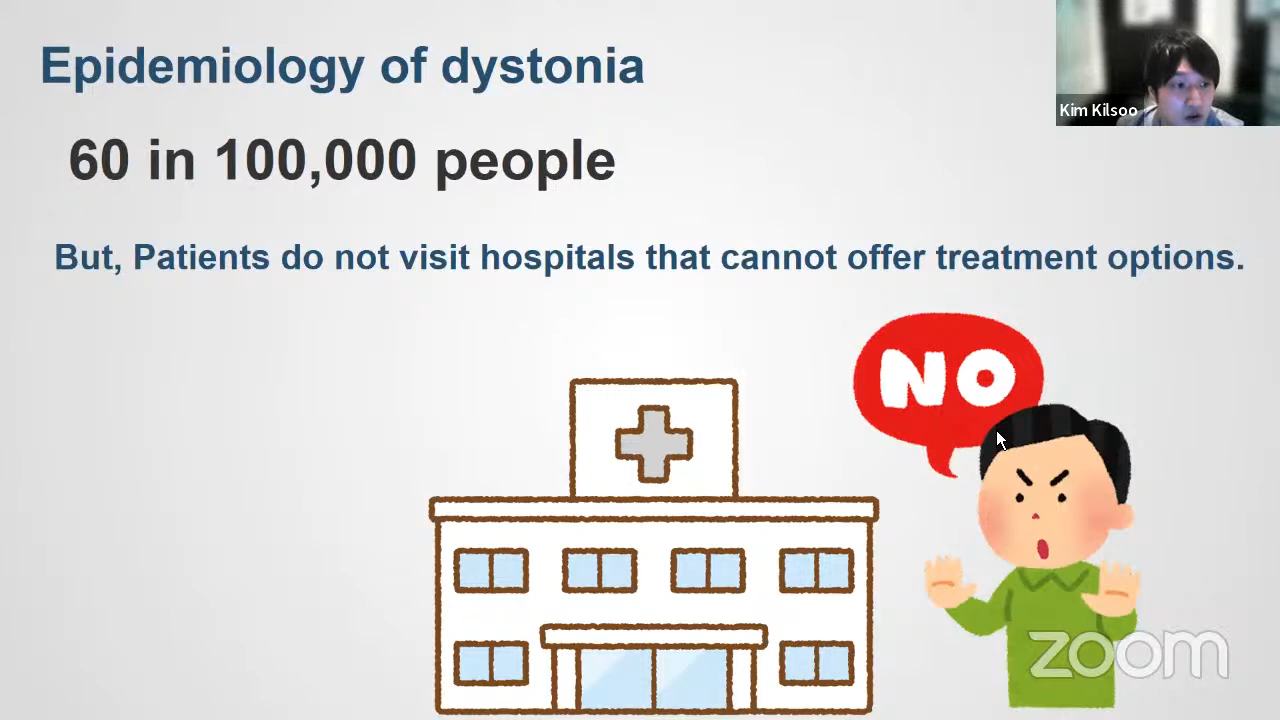 Epidemiology of dystonia
Kim Kilsoo
60 in 100,000 people
But, Patients do not visit hospitals that cannot offer treatment options.
NO
zoom